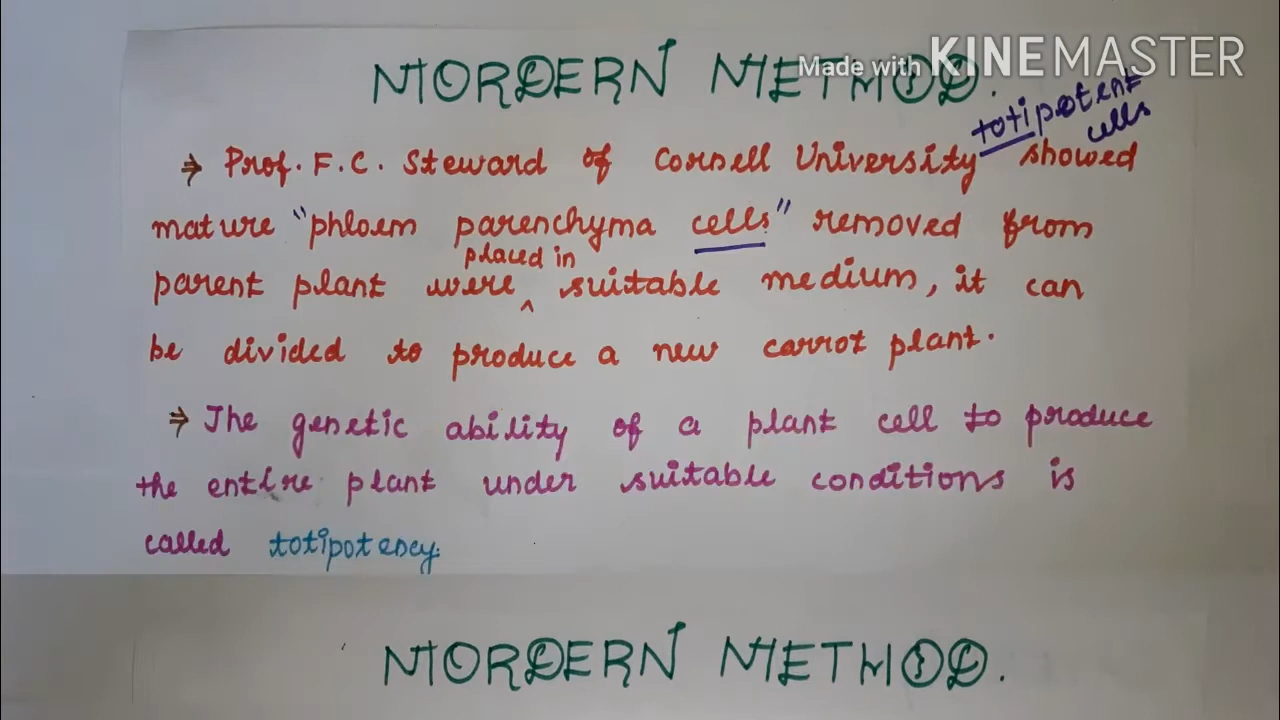 MORDERN METHOD.
Made with KINEMASTER
totipotent
cells
⇒ Prof. F.C. Steward of Cornell University showed
mature "phloem parenchyma cells" removed from
placed in
parent plant were ^ suitable medium, it can
be divided to produce a new carrot plant.
⇒ The genetic ability of a plant cell to produce
the entire plant under suitable conditions is
called totipotency.
MORDERN METHOD.